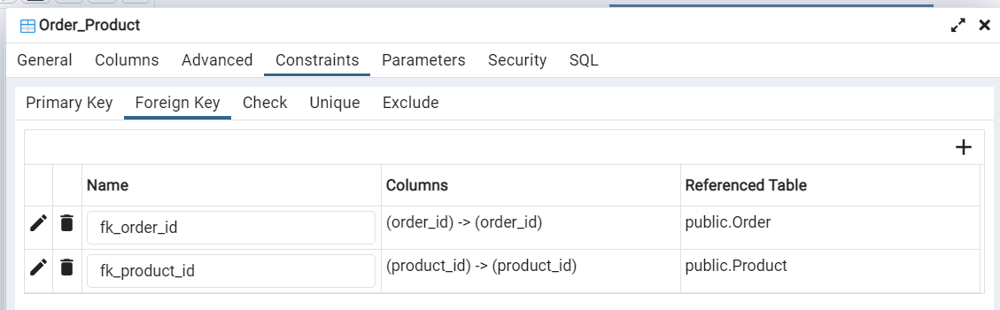 Order_Product
General Columns Advanced Constraints Parameters Security SQL
Primary Key Foreign Key Check Unique Exclude
Name Columns Referenced Table
fk_order_id (order_id) -> (order_id) public.Order
fk_product_id (product_id) -> (product_id) public.Product